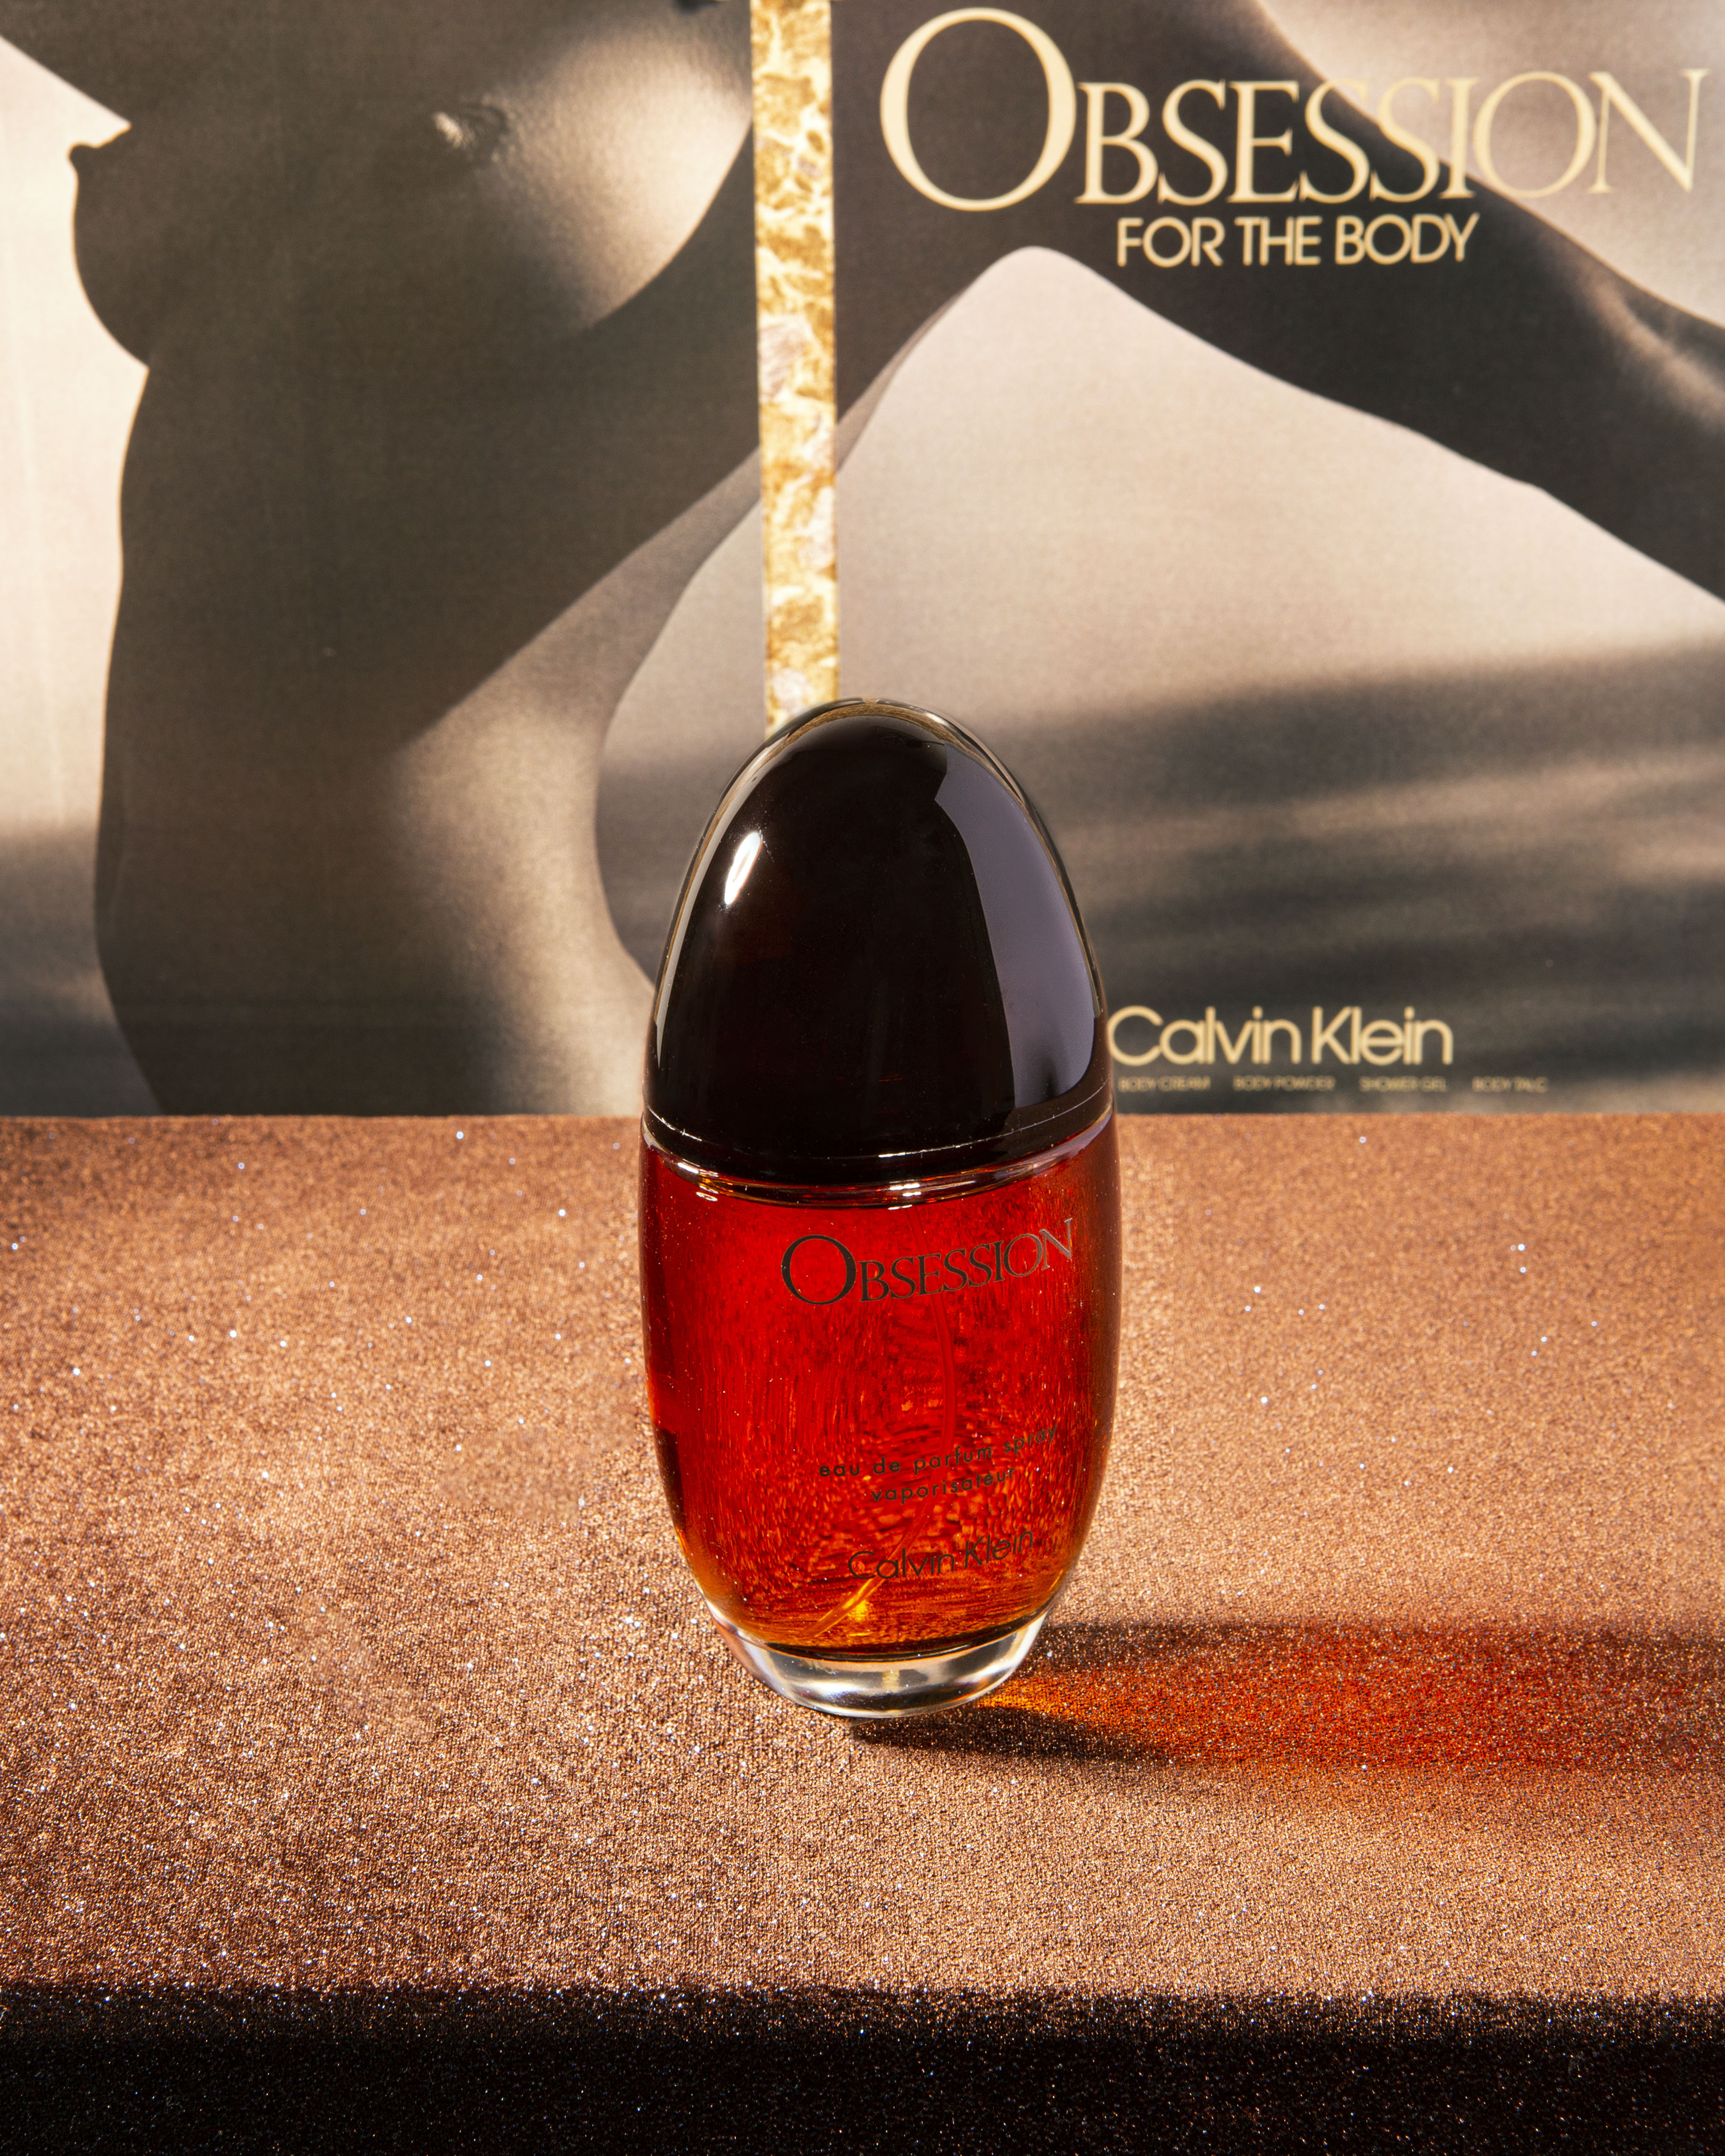 OBSESSION
FOR THE BODY
Calvin Klein
BODY CREAM BODY POWDER SHOWER GEL BODY TALC
OBSESSION
eau de parfum spray
vaporisateur
Calvin Klein